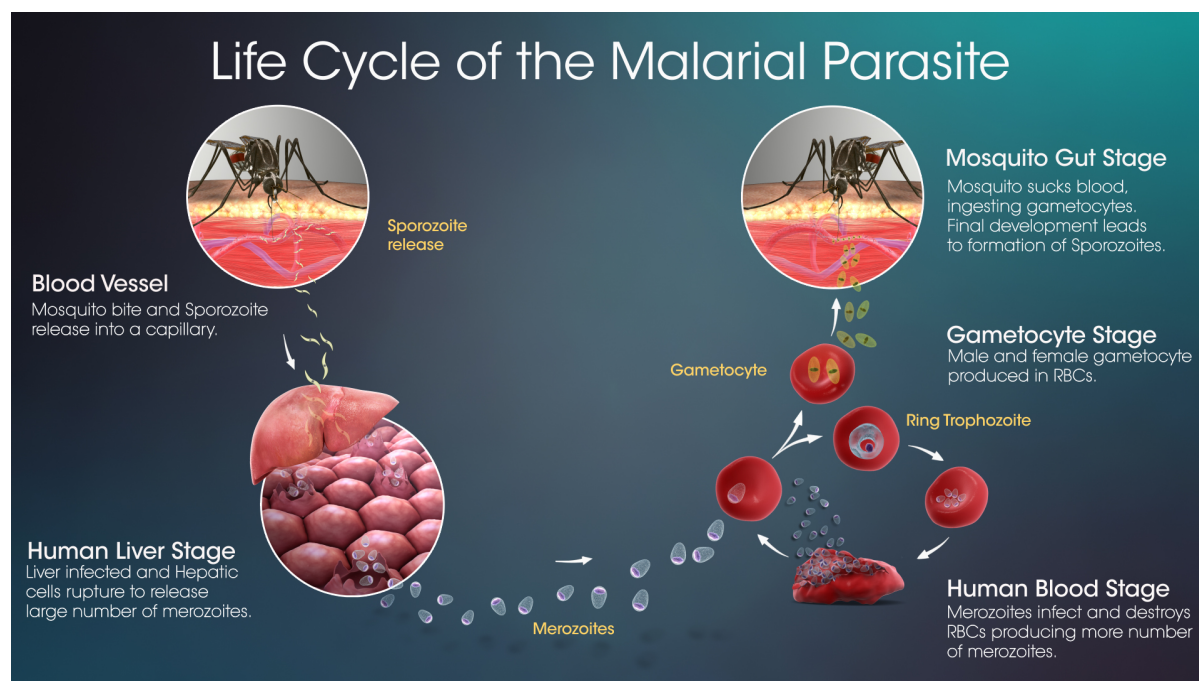 Life Cycle of the Malarial Parasite
Sporozoite
release
Blood Vessel
Mosquito bite and Sporozoite
release into a capillary.
Human Liver Stage
Liver infected and Hepatic
cells rupture to release
large number of merozoites.
Merozoites
Mosquito Gut Stage
Mosquito sucks blood,
ingesting gametocytes.
Final development leads
to formation of Sporozoites.
Gametocyte Stage
Male and female gametocyte
produced in RBCs.
Gametocyte
Ring Trophozoite
Human Blood Stage
Merozoites infect and destroys
RBCs producing more number
of merozoites.